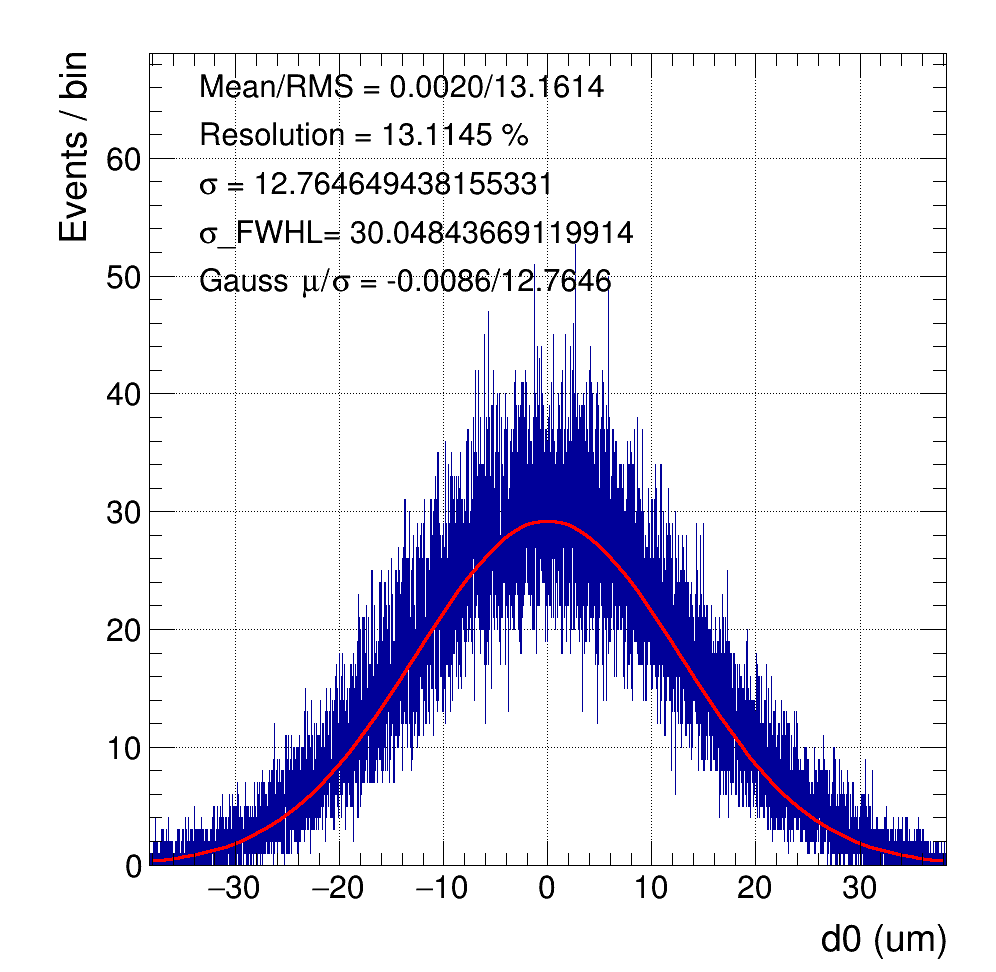 Events / bin
Mean/RMS = 0.0020/13.1614
Resolution = 13.1145 %
σ = 12.764649438155331
σ_FWHL= 30.04843669119914
Gauss μ/σ = -0.0086/12.7646
60
50
40
30
20
10
0
−30 −20 −10 0 10 20 30
d0 (um)